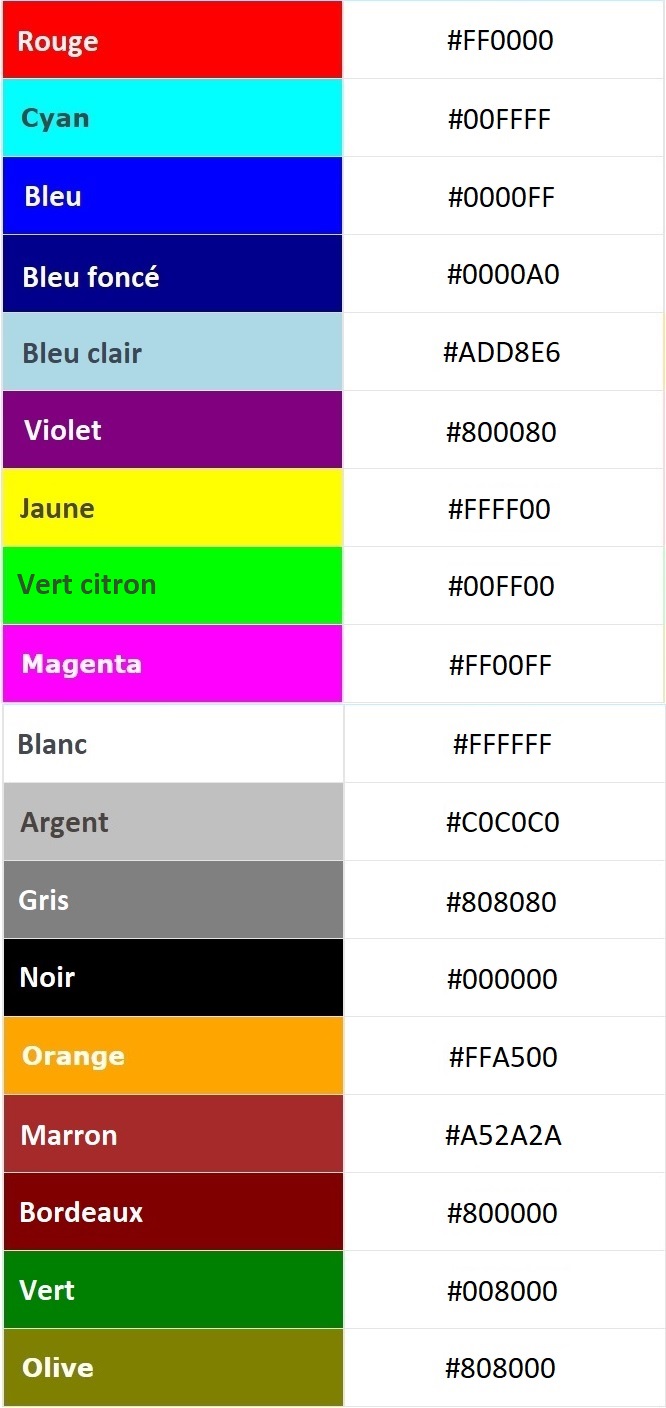 Rouge #FF0000
Cyan #00FFFF
Bleu #0000FF
Bleu foncé #0000A0
Bleu clair #ADD8E6
Violet #800080
Jaune #FFFF00
Vert citron #00FF00
Magenta #FF00FF
Blanc #FFFFFF
Argent #C0C0C0
Gris #808080
Noir #000000
Orange #FFA500
Marron #A52A2A
Bordeaux #800000
Vert #008000
Olive #808000